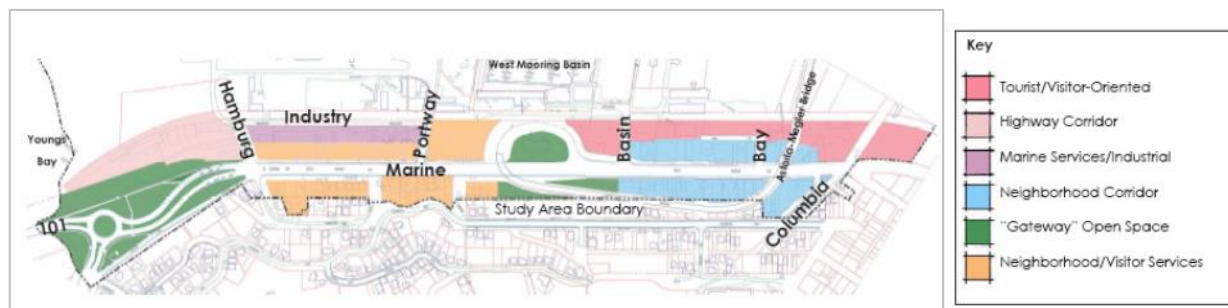 West Mooring Basin
Astoria-Megler Bridge
Hamburg
Industry
Portway
Basin
Bay
Youngs
Bay
Marine
Study Area Boundary
Columbia
101
Key
Tourist/Visitor-Oriented
Highway Corridor
Marine Services/Industrial
Neighborhood Corridor
"Gateway" Open Space
Neighborhood/Visitor Services